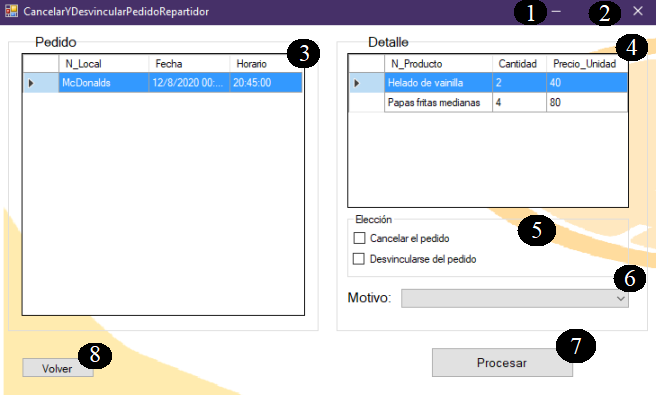 CancelarYDesvincularPedidoRepartidor 1 2
Pedido
3
N_Local Fecha Horario
McDonalds 12/8/2020 00:... 20:45:00
Detalle
4
N_Producto Cantidad Precio_Unidad
Helado de vainilla 2 40
Papas fritas medianas 4 80
Elección
5
Cancelar el pedido
Desvincularse del pedido
6
Motivo:
7
Procesar
8
Volver